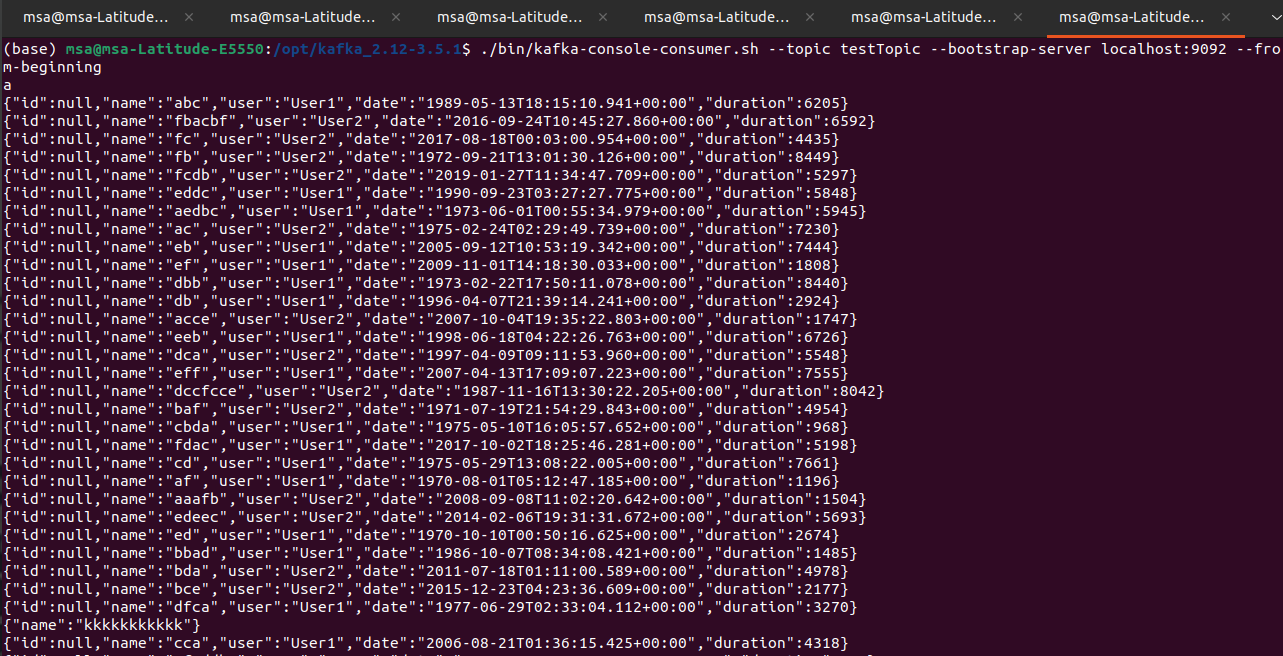 msa@msa-Latitude... × msa@msa-Latitude... × msa@msa-Latitude... × msa@msa-Latitude... × msa@msa-Latitude... × msa@msa-Latitude... ×
(base) msa@msa-Latitude-E5550:/opt/kafka_2.12-3.5.1$ ./bin/kafka-console-consumer.sh --topic testTopic --bootstrap-server localhost:9092 --fro
m-beginning
a
{"id":null,"name":"abc","user":"User1","date":"1989-05-13T18:15:10.941+00:00","duration":6205}
{"id":null,"name":"fbacbf","user":"User2","date":"2016-09-24T10:45:27.860+00:00","duration":6592}
{"id":null,"name":"fc","user":"User2","date":"2017-08-18T00:03:00.954+00:00","duration":4435}
{"id":null,"name":"fb","user":"User2","date":"1972-09-21T13:01:30.126+00:00","duration":8449}
{"id":null,"name":"fcdb","user":"User2","date":"2019-01-27T11:34:47.709+00:00","duration":5297}
{"id":null,"name":"eddc","user":"User1","date":"1990-09-23T03:27:27.775+00:00","duration":5848}
{"id":null,"name":"aedbc","user":"User1","date":"1973-06-01T00:55:34.979+00:00","duration":5945}
{"id":null,"name":"ac","user":"User2","date":"1975-02-24T02:29:49.739+00:00","duration":7230}
{"id":null,"name":"eb","user":"User1","date":"2005-09-12T10:53:19.342+00:00","duration":7444}
{"id":null,"name":"ef","user":"User1","date":"2009-11-01T14:18:30.033+00:00","duration":1808}
{"id":null,"name":"dbb","user":"User1","date":"1973-02-22T17:50:11.078+00:00","duration":8440}
{"id":null,"name":"db","user":"User1","date":"1996-04-07T21:39:14.241+00:00","duration":2924}
{"id":null,"name":"acce","user":"User2","date":"2007-10-04T19:35:22.803+00:00","duration":1747}
{"id":null,"name":"eeb","user":"User1","date":"1998-06-18T04:22:26.763+00:00","duration":6726}
{"id":null,"name":"dca","user":"User2","date":"1997-04-09T09:11:53.960+00:00","duration":5548}
{"id":null,"name":"eff","user":"User1","date":"2007-04-13T17:09:07.223+00:00","duration":7555}
{"id":null,"name":"dccfcce","user":"User2","date":"1987-11-16T13:30:22.205+00:00","duration":8042}
{"id":null,"name":"baf","user":"User2","date":"1971-07-19T21:54:29.843+00:00","duration":4954}
{"id":null,"name":"cbda","user":"User1","date":"1975-05-10T16:05:57.652+00:00","duration":968}
{"id":null,"name":"fdac","user":"User1","date":"2017-10-02T18:25:46.281+00:00","duration":5198}
{"id":null,"name":"cd","user":"User1","date":"1975-05-29T13:08:22.005+00:00","duration":7661}
{"id":null,"name":"af","user":"User1","date":"1970-08-01T05:12:47.185+00:00","duration":1196}
{"id":null,"name":"aaafb","user":"User2","date":"2008-09-08T11:02:20.642+00:00","duration":1504}
{"id":null,"name":"edeec","user":"User2","date":"2014-02-06T19:31:31.672+00:00","duration":5693}
{"id":null,"name":"ed","user":"User1","date":"1970-10-10T00:50:16.625+00:00","duration":2674}
{"id":null,"name":"bbad","user":"User1","date":"1986-10-07T08:34:08.421+00:00","duration":1485}
{"id":null,"name":"bda","user":"User2","date":"2011-07-18T01:11:00.589+00:00","duration":4978}
{"id":null,"name":"bce","user":"User2","date":"2015-12-23T04:23:36.609+00:00","duration":2177}
{"id":null,"name":"dfca","user":"User1","date":"1977-06-29T02:33:04.112+00:00","duration":3270}
{"name":"kkkkkkkkkkk"}
{"id":null,"name":"cca","user":"User1","date":"2006-08-21T01:36:15.425+00:00","duration":4318}